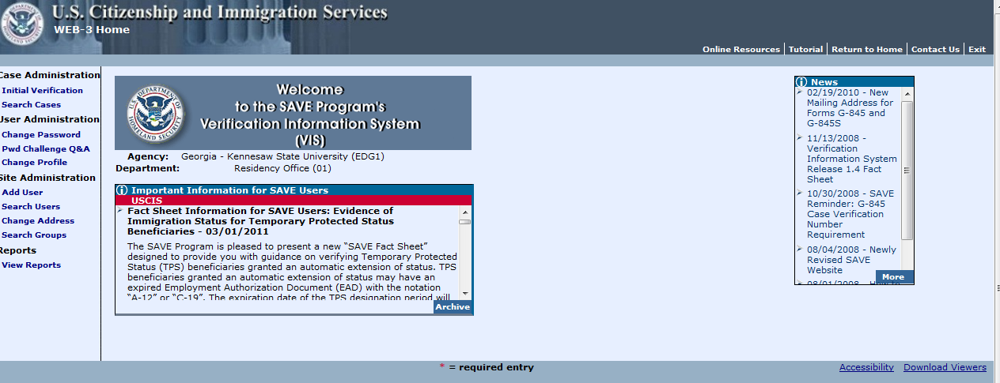 U.S. Citizenship and Immigration Services
WEB-3 Home
Online Resources | Tutorial | Return to Home | Contact Us | Exit
Case Administration
Initial Verification
Search Cases
User Administration
Change Password
Pwd Challenge Q&A
Change Profile
Site Administration
Add User
Search Users
Change Address
Search Groups
Reports
View Reports
Welcome
to the SAVE Program's
Verification Information System
(VIS)
Agency: Georgia - Kennesaw State University (EDG1)
Department: Residency Office (01)
Important Information for SAVE Users
USCIS
Fact Sheet Information for SAVE Users: Evidence of
Immigration Status for Temporary Protected Status
Beneficiaries - 03/01/2011
The SAVE Program is pleased to present a new “SAVE Fact Sheet”
designed to provide you with guidance on verifying Temporary Protected
Status (TPS) beneficiaries granted an automatic extension of status. TPS
beneficiaries granted an automatic extension of status may have an
expired Employment Authorization Document (EAD) with the notation
“A-12” or “C-19”. The expiration date of the TPS designation period will
Archive
News
02/19/2010 - New
Mailing Address for
Forms G-845 and
G-845S
11/13/2008 -
Verification
Information System
Release 1.4 Fact
Sheet
10/30/2008 - SAVE
Reminder: G-845
Case Verification
Number
Requirement
08/04/2008 - Newly
Revised SAVE
Website
08/01/2008 - How to
More
* = required entry
Accessibility Download Viewers